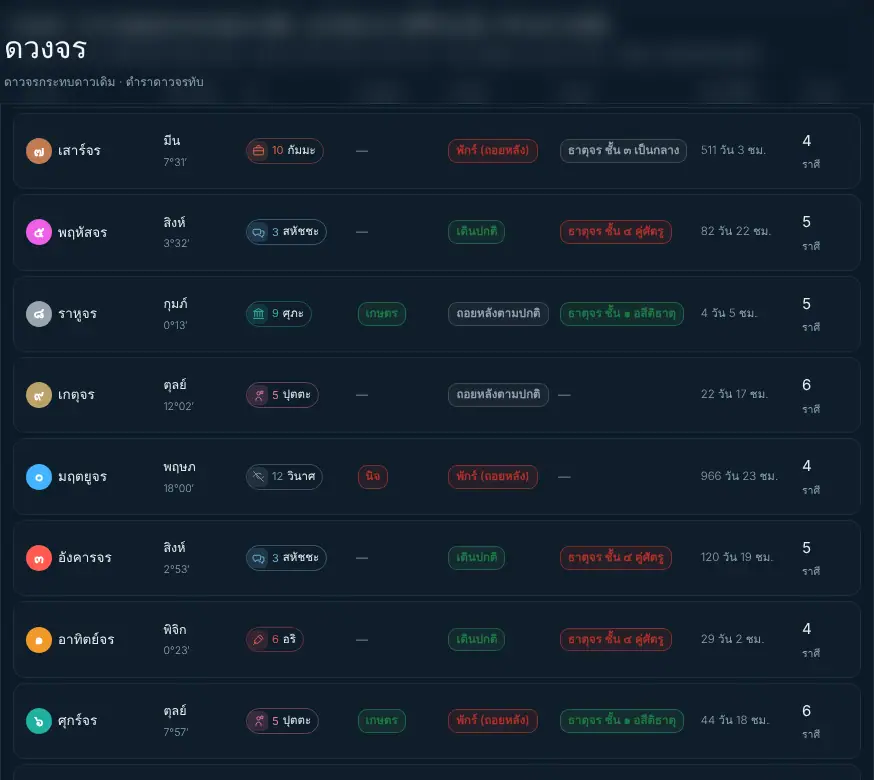 ดวงจร
ดาวจรกระทบดาวเดิม · ตำราดาวจรทับ
๗ เสาร์จร มีน 7°31' 10 กัมมะ — พักร์ (ถอยหลัง) ธาตุจร ชั้น ๓ เป็นกลาง 511 วัน 3 ชม. 4 ราศี
๕ พฤหัสจร สิงห์ 3°32' 3 สหัชชะ — เดินปกติ ธาตุจร ชั้น ๔ คู่ศัตรู 82 วัน 22 ชม. 5 ราศี
๘ ราหูจร กุมภ์ 0°13' 9 ศุภะ เกษตร ถอยหลังตามปกติ ธาตุจร ชั้น ๑ อสีติธาตุ 4 วัน 5 ชม. 5 ราศี
๙ เกตุจร ตุลย์ 12°02' 5 ปุตตะ — ถอยหลังตามปกติ — 22 วัน 17 ชม. 6 ราศี
๐ มฤตยูจร พฤษภ 18°00' 12 วินาศ นิจ พักร์ (ถอยหลัง) — 966 วัน 23 ชม. 4 ราศี
๓ อังคารจร สิงห์ 2°53' 3 สหัชชะ — เดินปกติ ธาตุจร ชั้น ๔ คู่ศัตรู 120 วัน 19 ชม. 5 ราศี
๑ อาทิตย์จร พิจิก 0°23' 6 อริ — เดินปกติ ธาตุจร ชั้น ๔ คู่ศัตรู 29 วัน 2 ชม. 4 ราศี
๖ ศุกร์จร ตุลย์ 7°57' 5 ปุตตะ เกษตร พักร์ (ถอยหลัง) ธาตุจร ชั้น ๑ อสีติธาตุ 44 วัน 18 ชม. 6 ราศี